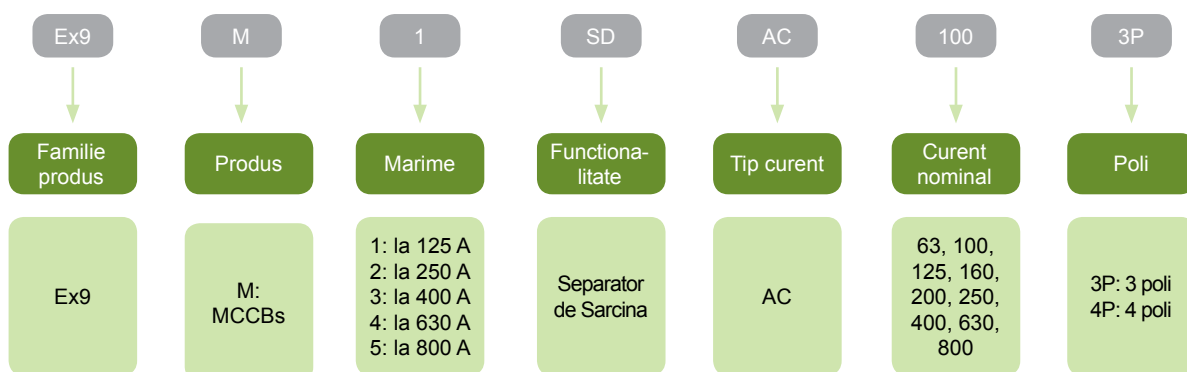 Ex9
M
1
SD
AC
100
3P
Familie
produs
Produs
Marime
Functiona-
litate
Tip curent
Curent
nominal
Poli
Ex9
M:
MCCBs
1: la 125 A
2: la 250 A
3: la 400 A
4: la 630 A
5: la 800 A
Separator
de Sarcina
AC
63, 100,
125, 160,
200, 250,
400, 630,
800
3P: 3 poli
4P: 4 poli